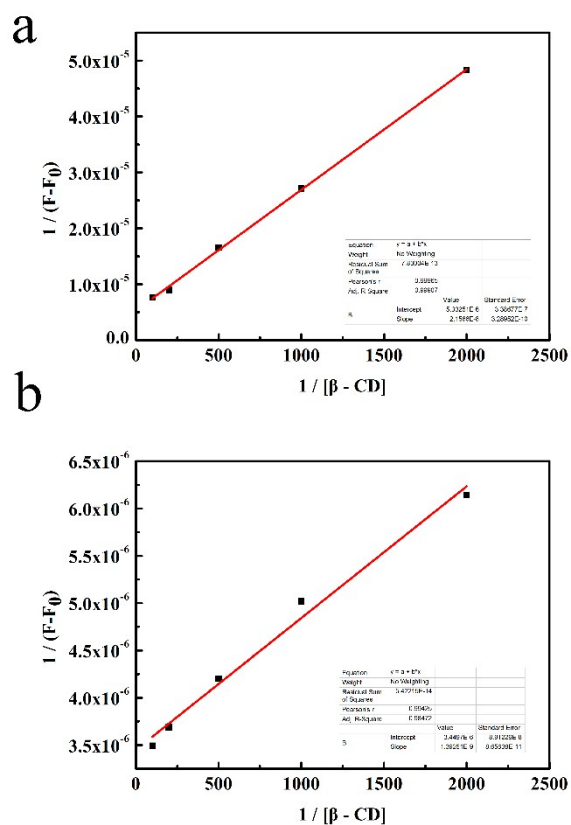 a
5.0x10⁻⁵
4.0x10⁻⁵
3.0x10⁻⁵
2.0x10⁻⁵
1.0x10⁻⁵
0.0
1 / (F-F₀)
0 500 1000 1500 2000 2500
1 / [β - CD]
Equation y = a + b*x
Weight No Weighting
Residual Sum of Squares
Pearson's r
Adj. R-Square
Value Standard Error
Intercept
Slope
b
6.5x10⁻⁶
6.0x10⁻⁶
5.5x10⁻⁶
5.0x10⁻⁶
4.5x10⁻⁶
4.0x10⁻⁶
3.5x10⁻⁶
1 / (F-F₀)
0 500 1000 1500 2000 2500
1 / [β - CD]
Equation y = a + b*x
Weight No Weighting
Residual Sum of Squares
Pearson's r 0.99425
Adj. R-Square 0.98472
Value Standard Error
Intercept
Slope